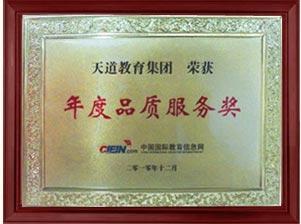 天道教育集团 荣获
年度品质服务奖
CIEIN.com 中国国际教育信息网
二零一零年十二月